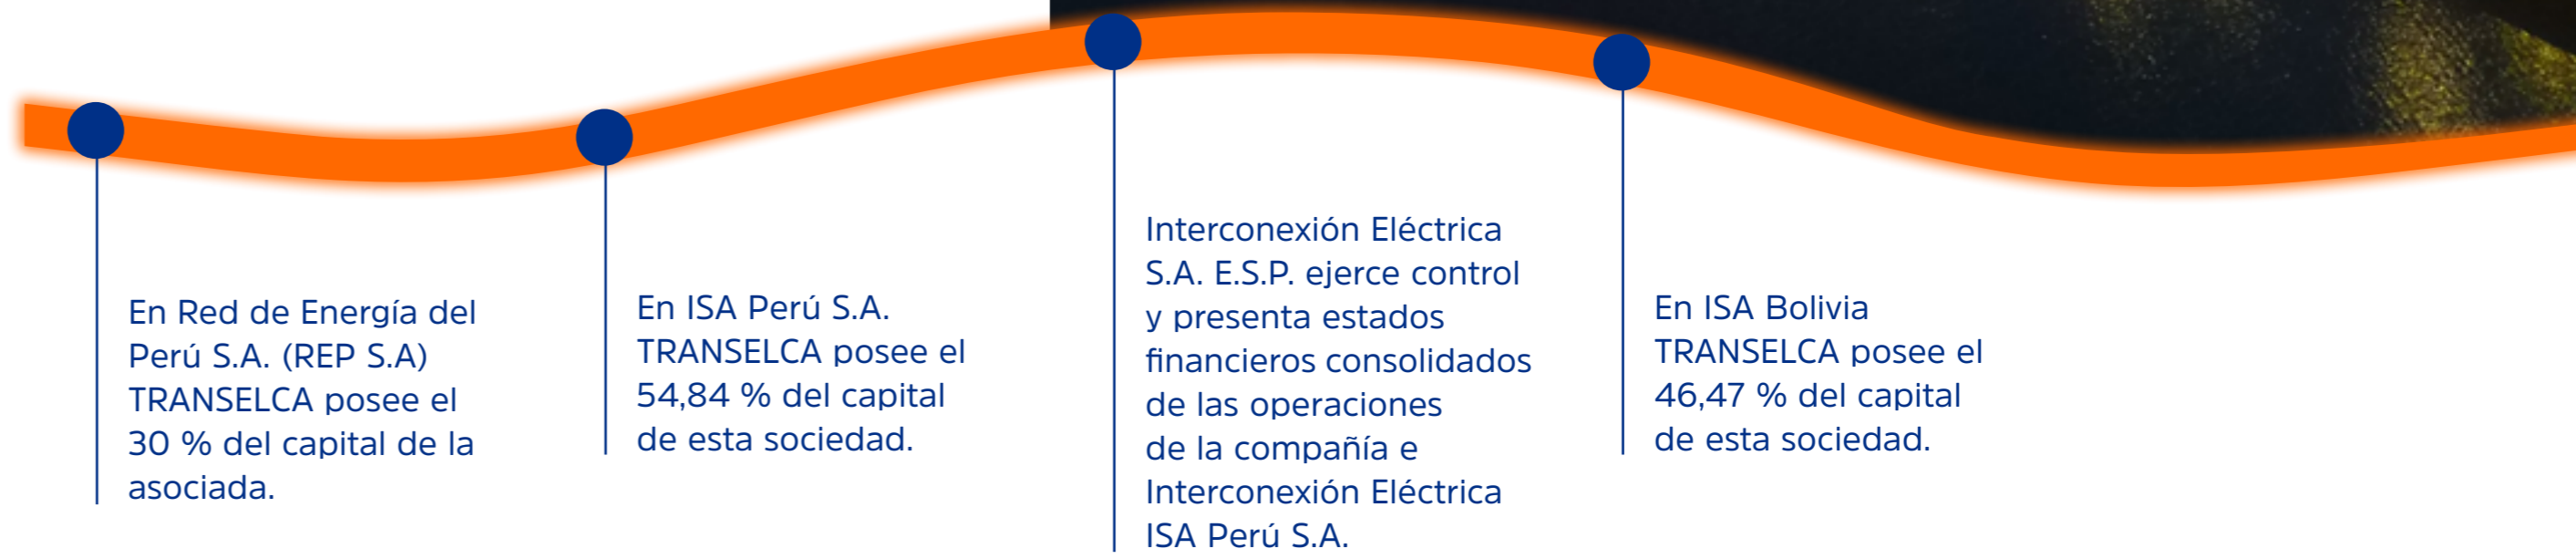 En Red de Energía del
Perú S.A. (REP S.A)
TRANSELCA posee el
30 % del capital de la
asociada.
En ISA Perú S.A.
TRANSELCA posee el
54,84 % del capital
de esta sociedad.
Interconexión Eléctrica
S.A. E.S.P. ejerce control
y presenta estados
financieros consolidados
de las operaciones
de la compañía e
Interconexión Eléctrica
ISA Perú S.A.
En ISA Bolivia
TRANSELCA posee el
46,47 % del capital
de esta sociedad.